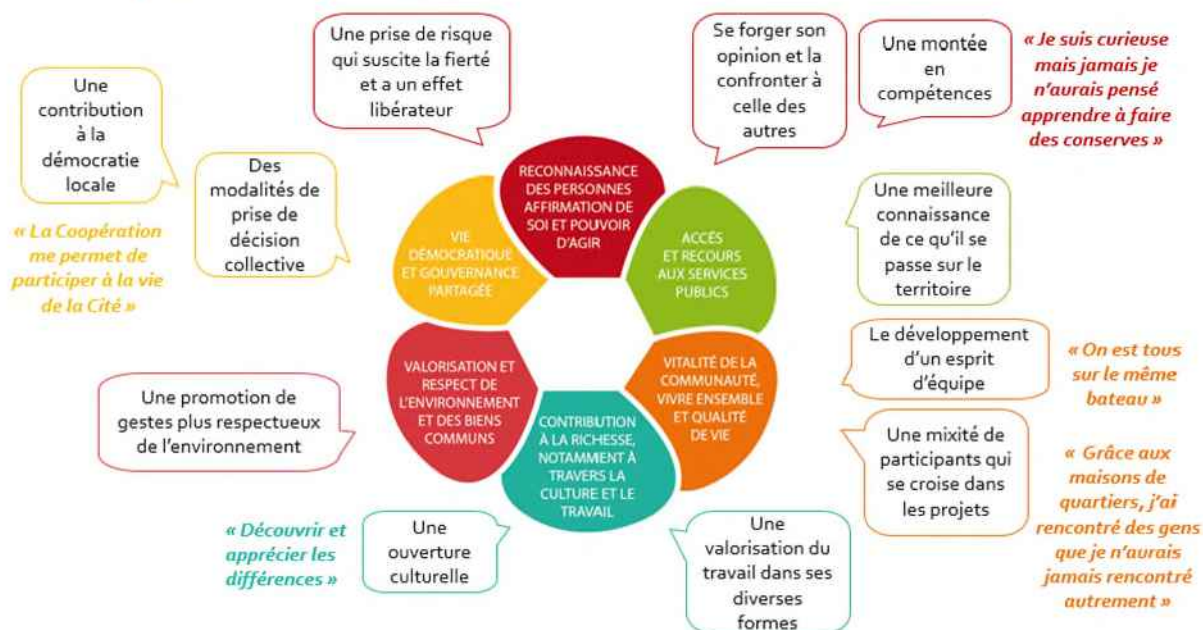 Une prise de risque
qui suscite la fierté
et a un effet
libérateur
Se forger son
opinion et la
confronter à
celle des
autres
Une montée
en
compétences
« Je suis curieuse
mais jamais je
n'aurais pensé
apprendre à faire
des conserves »
Une
contribution
à la
démocratie
locale
Des
modalités de
prise de
décision
collective
« La Coopération
me permet de
participer à la vie
de la Cité »
RECONNAISSANCE
DES PERSONNES
AFFIRMATION DE
SOI ET POUVOIR
D'AGIR
VIE
DÉMOCRATIQUE
ET GOUVERNANCE
PARTAGÉE
ACCÉS
ET RECOURS
AUX SERVICES
PUBLICS
Une meilleure
connaissance
de ce qu'il se
passe sur le
territoire
VALORISATION ET
RESPECT DE
L'ENVIRONNEMENT
ET DES BIENS
COMMUNS
VITALITÉ DE LA
COMMUNAUTÉ,
VIVRE ENSEMBLE
ET QUALITÉ
DE VIE
Le développement
d'un esprit
d'équipe
« On est tous
sur le même
bateau »
Une promotion de
gestes plus respectueux
de l'environnement
CONTRIBUTION
À LA RICHESSE,
NOTAMMENT À
TRAVERS LA
CULTURE ET LE
TRAVAIL
Une mixité de
participants qui
se croise dans
les projets
« Grâce aux
maisons de
quartiers, j'ai
rencontré des gens
que je n'aurais
jamais rencontré
autrement »
« Découvrir et
apprécier les
différences »
Une
ouverture
culturelle
Une
valorisation du
travail dans ses
diverses
formes